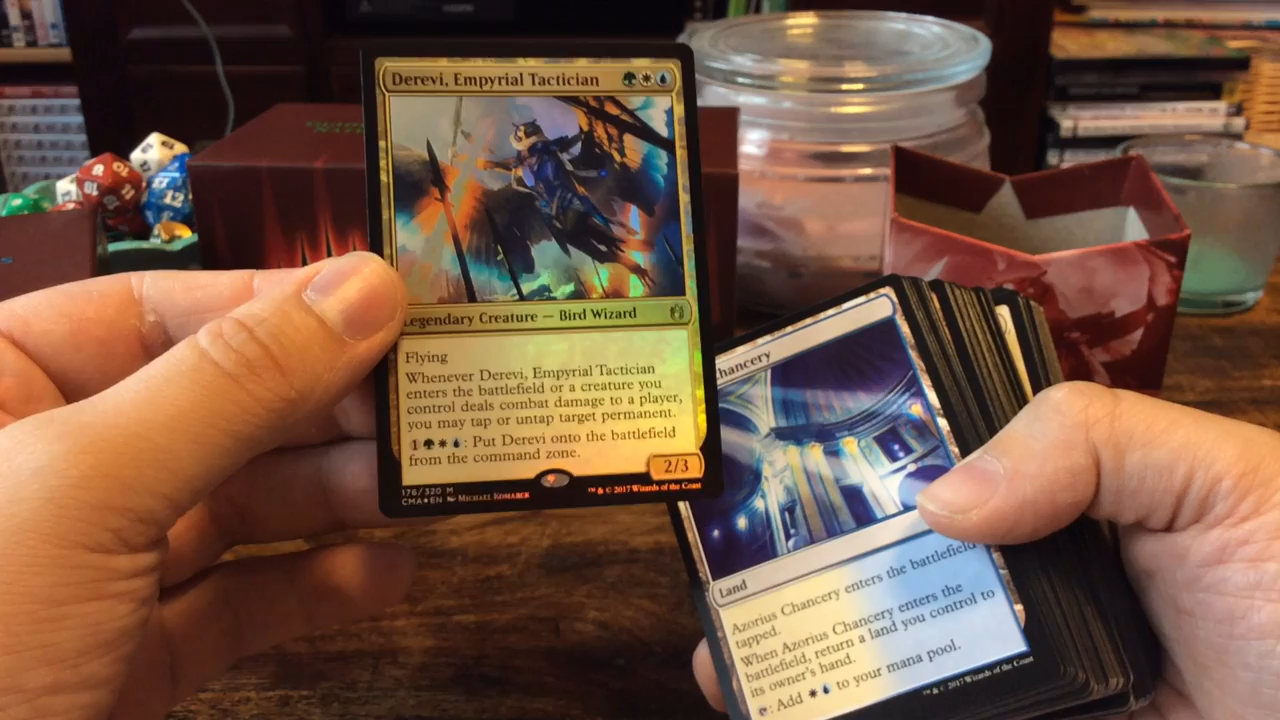 Derevi, Empyrial Tactician
Legendary Creature — Bird Wizard
Flying
Whenever Derevi, Empyrial Tactician
enters the battlefield or a creature you
control deals combat damage to a player,
you may tap or untap target permanent.
1 : Put Derevi onto the battlefield
from the command zone.
2/3
176/320 M
CMA EN Michael Komarck
™ & © 2017 Wizards of the Coast
Chancery
Land
Azorius Chancery enters the battlefield
tapped.
When Azorius Chancery enters the
battlefield, return a land you control to
its owner's hand.
: Add to your mana pool.
™ & © 2017 Wizards of the Coast
10
12
HDMI